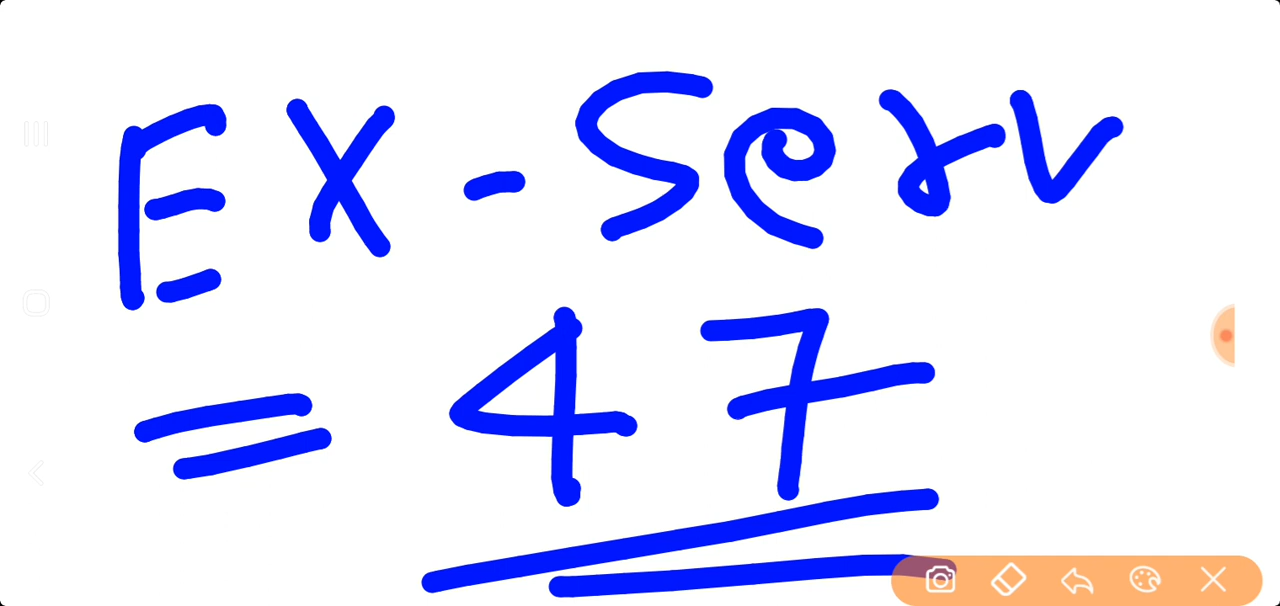 EX - Serv
= 47